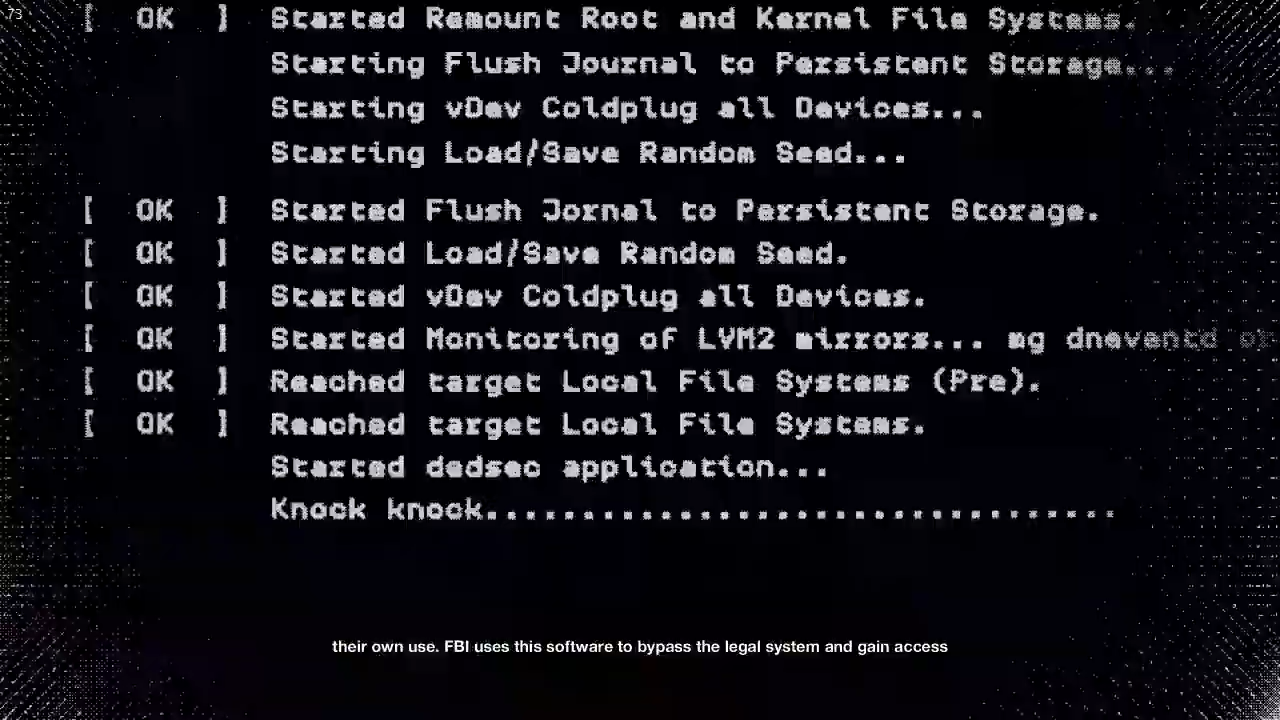 73
[ OK ] Started Remount Root and Kernel File Systems.
Starting Flush Journal to Persistent Storage...
Starting vDev Coldplug all Devices...
Starting Load/Save Random Seed...
[ OK ] Started Flush Jornal to Persistent Storage.
[ OK ] Started Load/Save Random Seed.
[ OK ] Started vDev Coldplug all Devices.
[ OK ] Started Monitoring of LVM2 mirrors... mg dneventd or
[ OK ] Reached target Local File Systems (Pre).
[ OK ] Reached target Local File Systems.
Started dedsec application...
Knock knock.................................
their own use. FBI uses this software to bypass the legal system and gain access